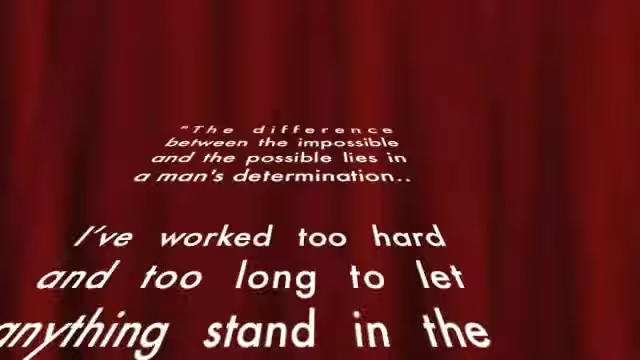 "The difference
between the impossible
and the possible lies in
a man's determination..
I've worked too hard
and too long to let
anything stand in the